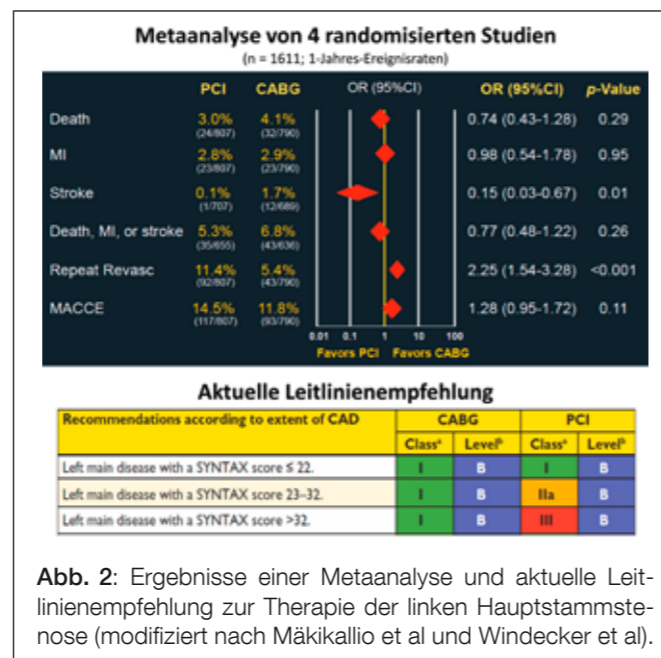 Metaanalyse von 4 randomisierten Studien
(n = 1611; 1-Jahres-Ereignisraten)
PCI CABG OR (95%CI) OR (95%CI) p-Value
Death 3.0% 4.1% 0.74 (0.43-1.28) 0.29
(24/807) (32/790)
MI 2.8% 2.9% 0.98 (0.54-1.78) 0.95
(23/807) (23/790)
Stroke 0.1% 1.7% 0.15 (0.03-0.67) 0.01
(1/707) (12/689)
Death, MI, or stroke 5.3% 6.8% 0.77 (0.48-1.22) 0.26
(35/655) (43/636)
Repeat Revasc 11.4% 5.4% 2.25 (1.54-3.28) <0.001
(92/807) (43/790)
MACCE 14.5% 11.8% 1.28 (0.95-1.72) 0.11
(117/807) (93/790)
0.01 0.1 1 10 100
Favors PCI Favors CABG
Aktuelle Leitlinienempfehlung
Recommendations according to extent of CAD CABG PCI
Classᵃ Levelᵇ Classᵃ Levelᵇ
Left main disease with a SYNTAX score ≤ 22. I B I B
Left main disease with a SYNTAX score 23–32. I B IIa B
Left main disease with a SYNTAX score >32. I B III B
Abb. 2: Ergebnisse einer Metaanalyse und aktuelle Leit-
linienempfehlung zur Therapie der linken Hauptstammste-
nose (modifiziert nach Mäkikallio et al und Windecker et al).